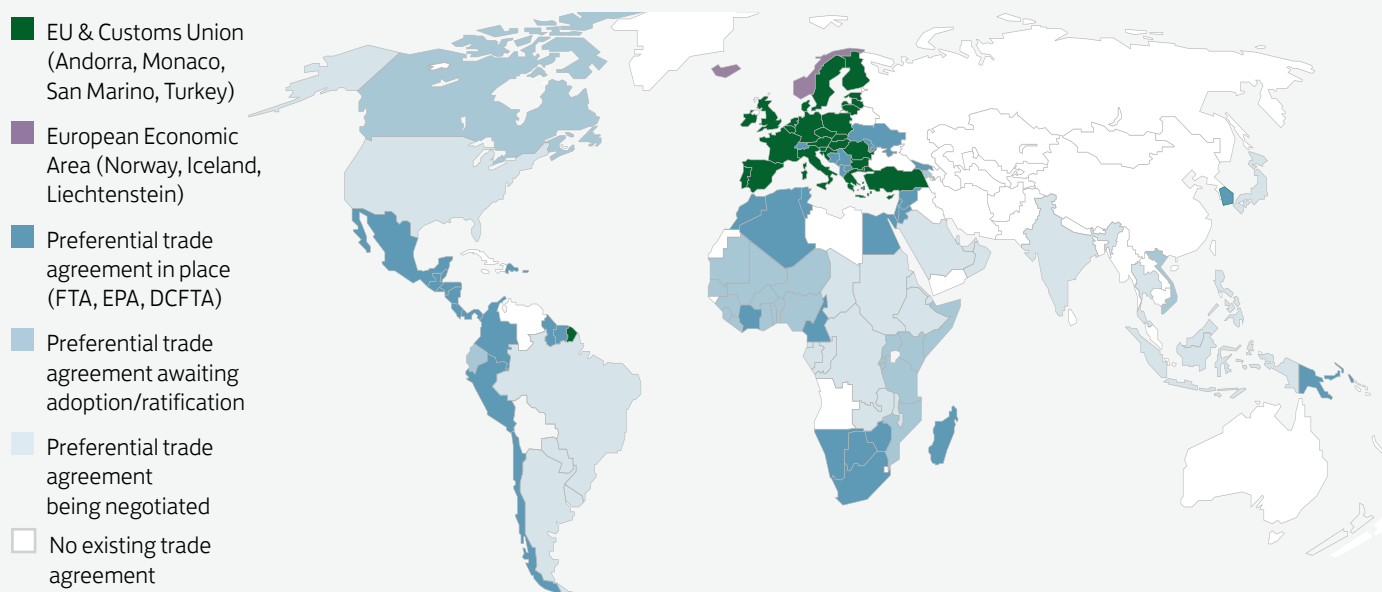 EU & Customs Union
(Andorra, Monaco,
San Marino, Turkey)
European Economic
Area (Norway, Iceland,
Liechtenstein)
Preferential trade
agreement in place
(FTA, EPA, DCFTA)
Preferential trade
agreement awaiting
adoption/ratification
Preferential trade
agreement
being negotiated
No existing trade
agreement